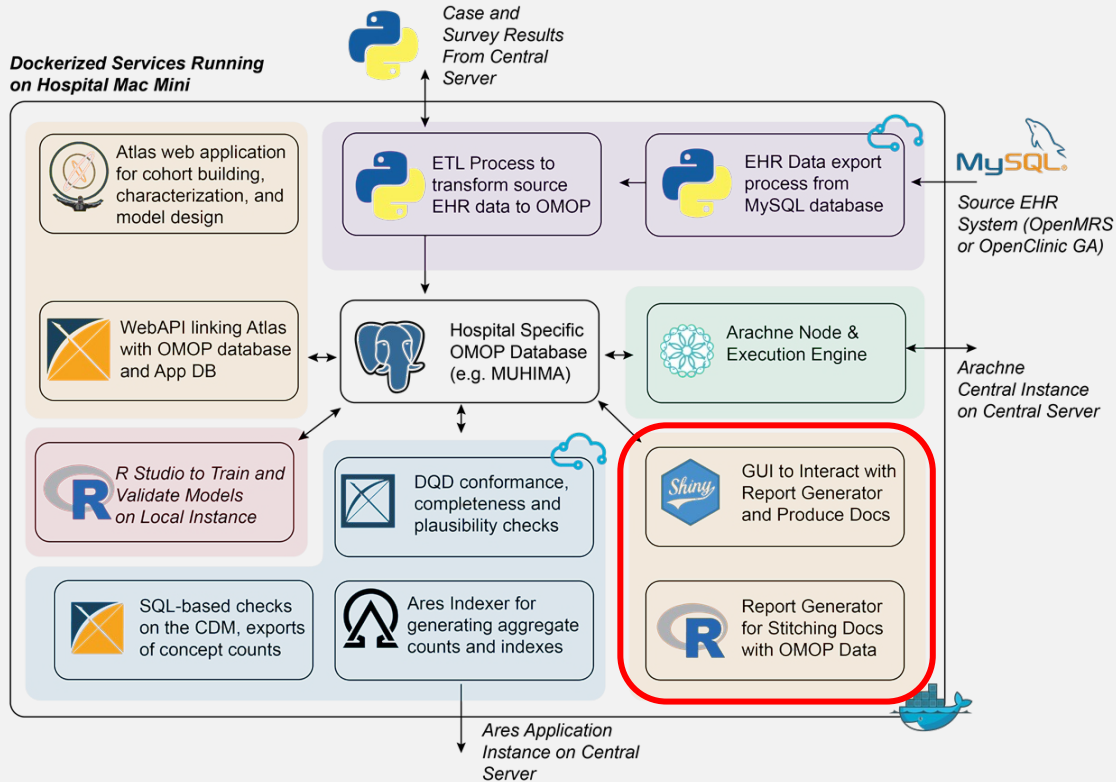 Case and
Survey Results
From Central
Server
Dockerized Services Running
on Hospital Mac Mini
Atlas web application
for cohort building,
characterization, and
model design
ETL Process to
transform source
EHR data to OMOP
EHR Data export
process from
MySQL database
MySQL®
Source EHR
System (OpenMRS
or OpenClinic GA)
WebAPI linking Atlas
with OMOP database
and App DB
Hospital Specific
OMOP Database
(e.g. MUHIMA)
Arachne Node &
Execution Engine
Arachne
Central Instance
on Central Server
R
R Studio to Train and
Validate Models
on Local Instance
DQD conformance,
completeness and
plausibility checks
Shiny
GUI to Interact with
Report Generator
and Produce Docs
SQL-based checks
on the CDM, exports
of concept counts
Ares Indexer for
generating aggregate
counts and indexes
R
Report Generator
for Stitching Docs
with OMOP Data
Ares Application
Instance on Central
Server